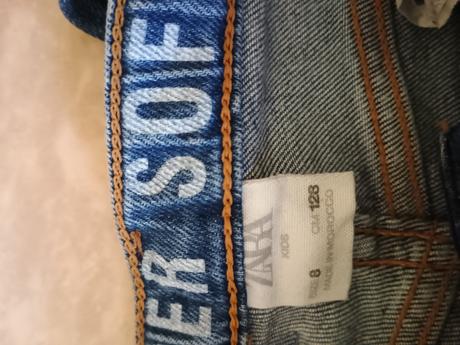 ER SOF
ZARA
KIDS
SIZE 8 CM 128
MADE IN MOROCCO